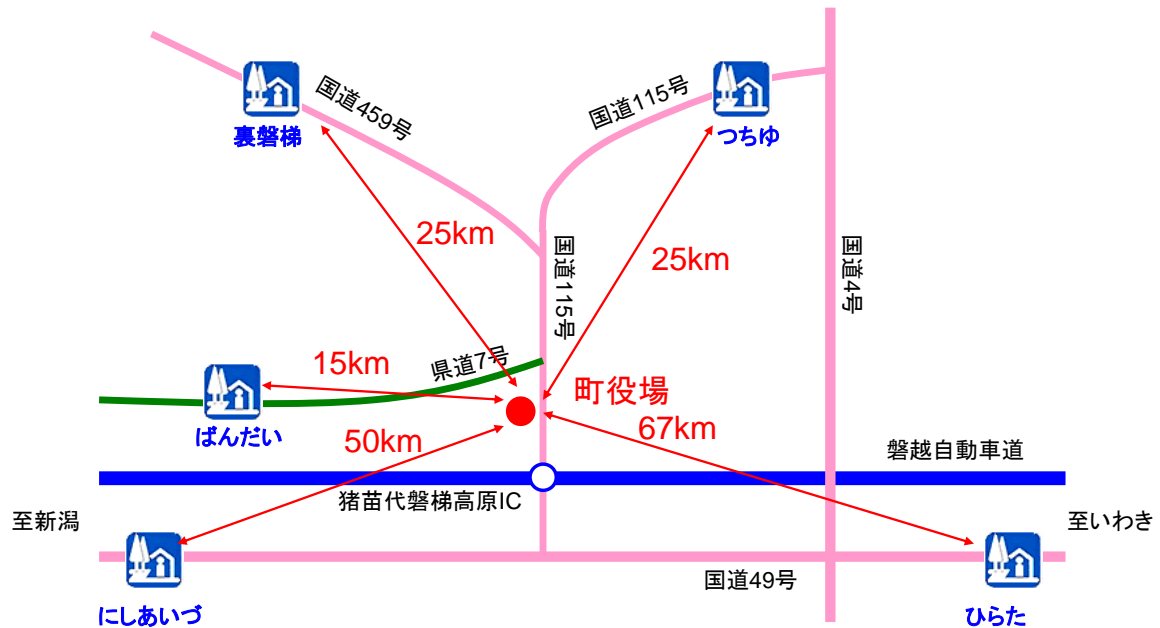 国道459号
国道115号
裏磐梯
つちゆ
25km
25km
国道115号
国道4号
県道7号
15km
町役場
ばんだい
50km
67km
磐越自動車道
猪苗代磐梯高原IC
至新潟
至いわき
国道49号
にしあいづ
ひらた